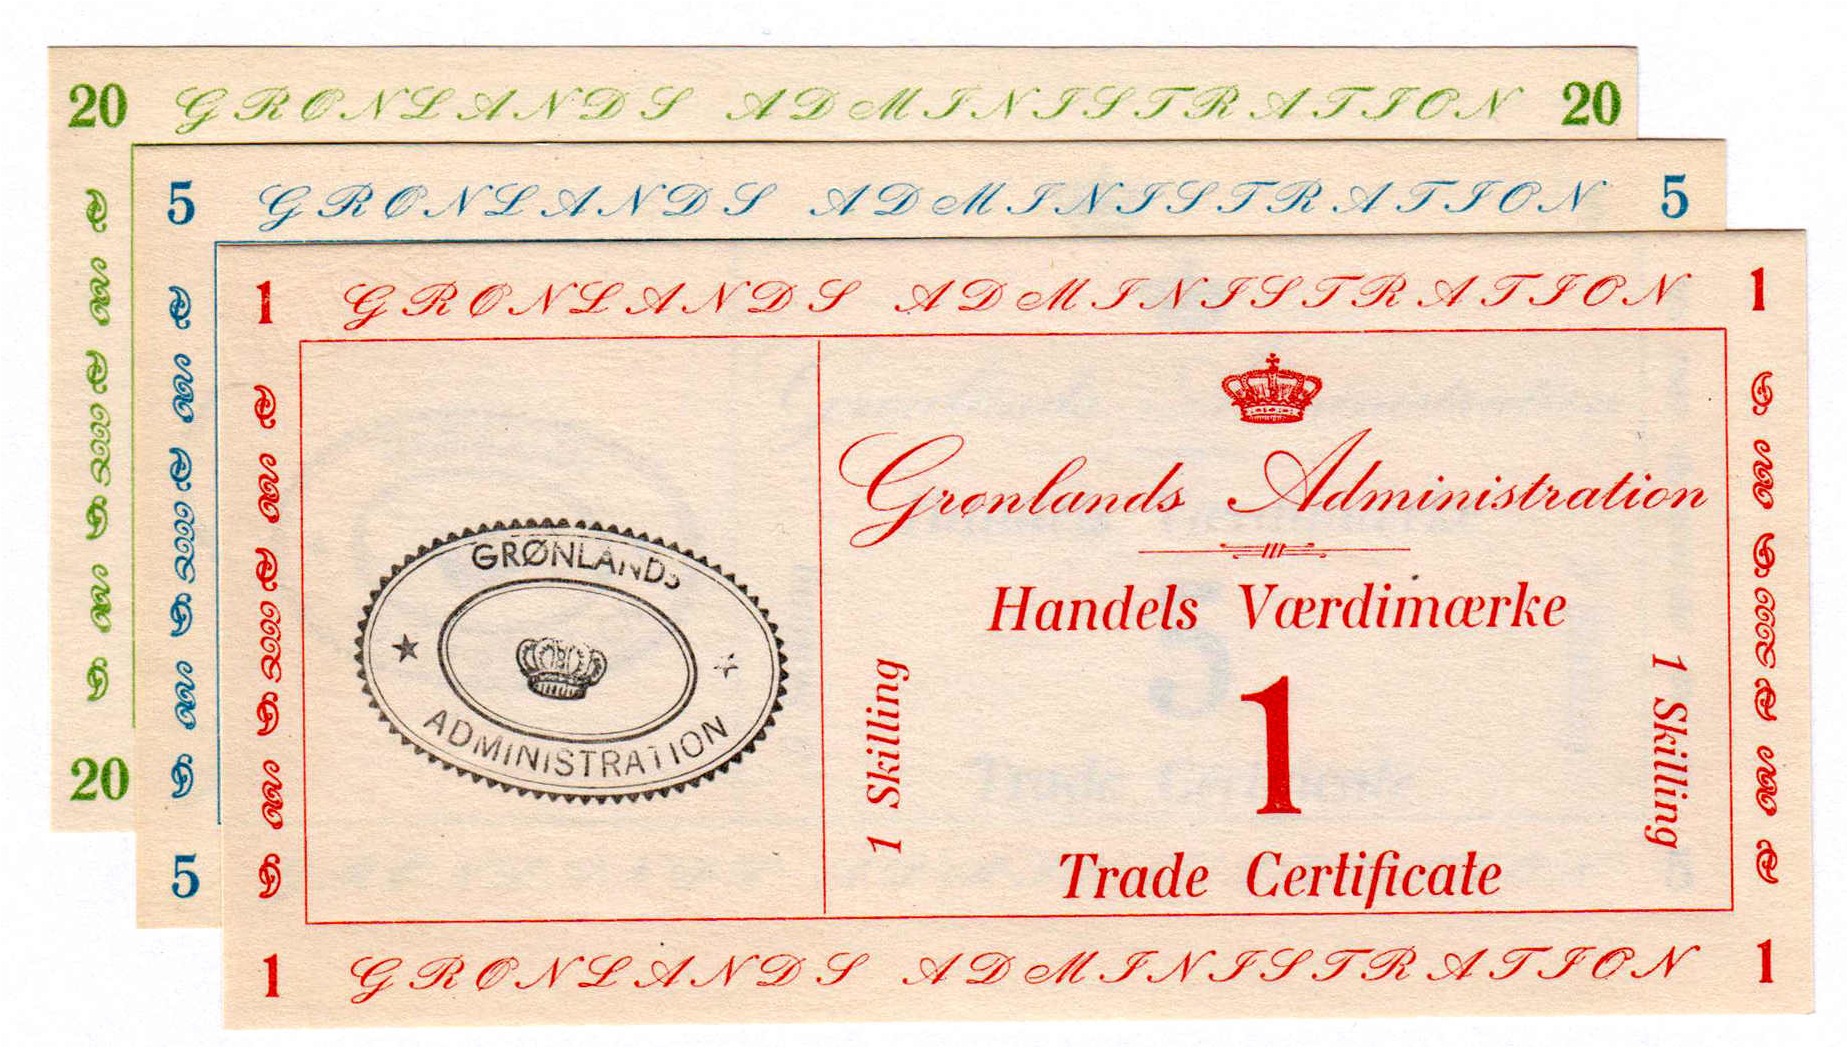 20 GRØNLANDS ADMINISTRATION 20
20
5 GRØNLANDS ADMINISTRATION 5
5
1 GRØNLANDS ADMINISTRATION 1
Grønlands Administration
Handels Værdimærke
1 Skilling
1
1 Skilling
Trade Certificate
GRØNLANDS
ADMINISTRATION
1 GRØNLANDS ADMINISTRATION 1